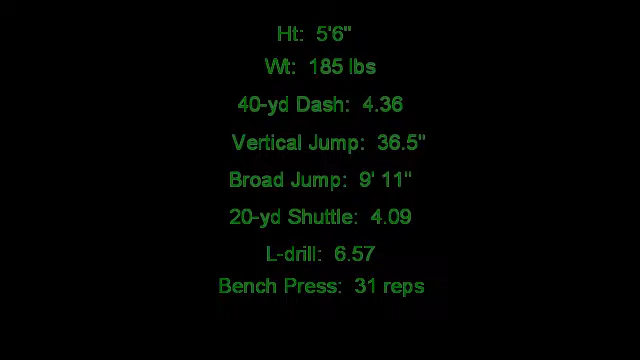 Ht:  5'6"
Wt:  185 lbs
40-yd Dash:  4.36
Vertical Jump:  36.5"
Broad Jump:  9' 11"
20-yd Shuttle:  4.09
L-drill:  6.57
Bench Press:  31 reps